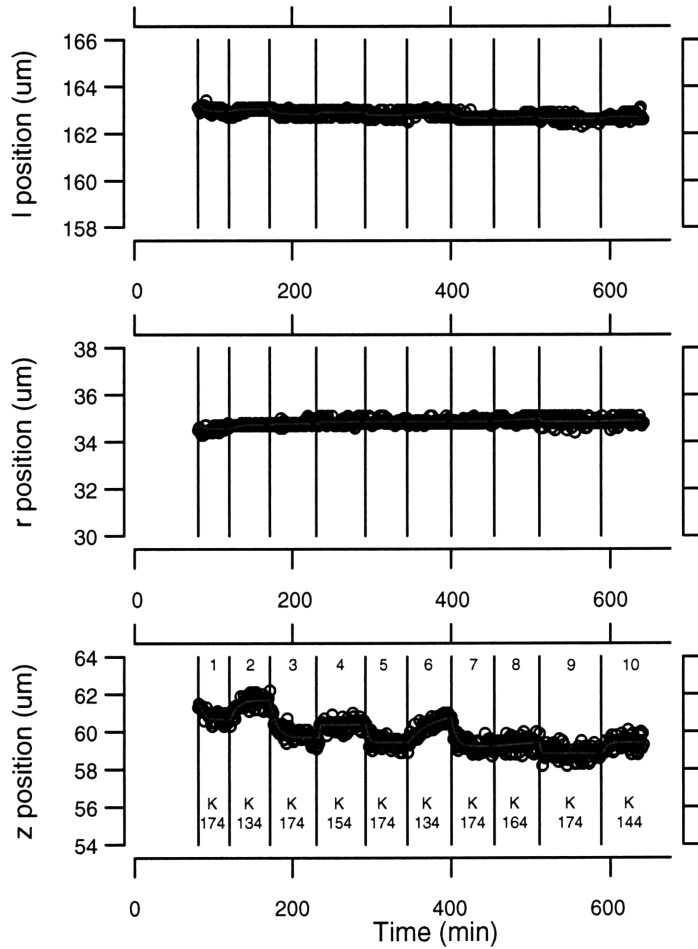 166
164
162
160
158
l position (um)
0 200 400 600
38
36
34
32
30
r position (um)
0 200 400 600
64
62
60
58
56
54
z position (um)
1 2 3 4 5 6 7 8 9 10
K K K K K K K K K K
174 134 174 154 174 134 174 164 174 144
0 200 400 600
Time (min)